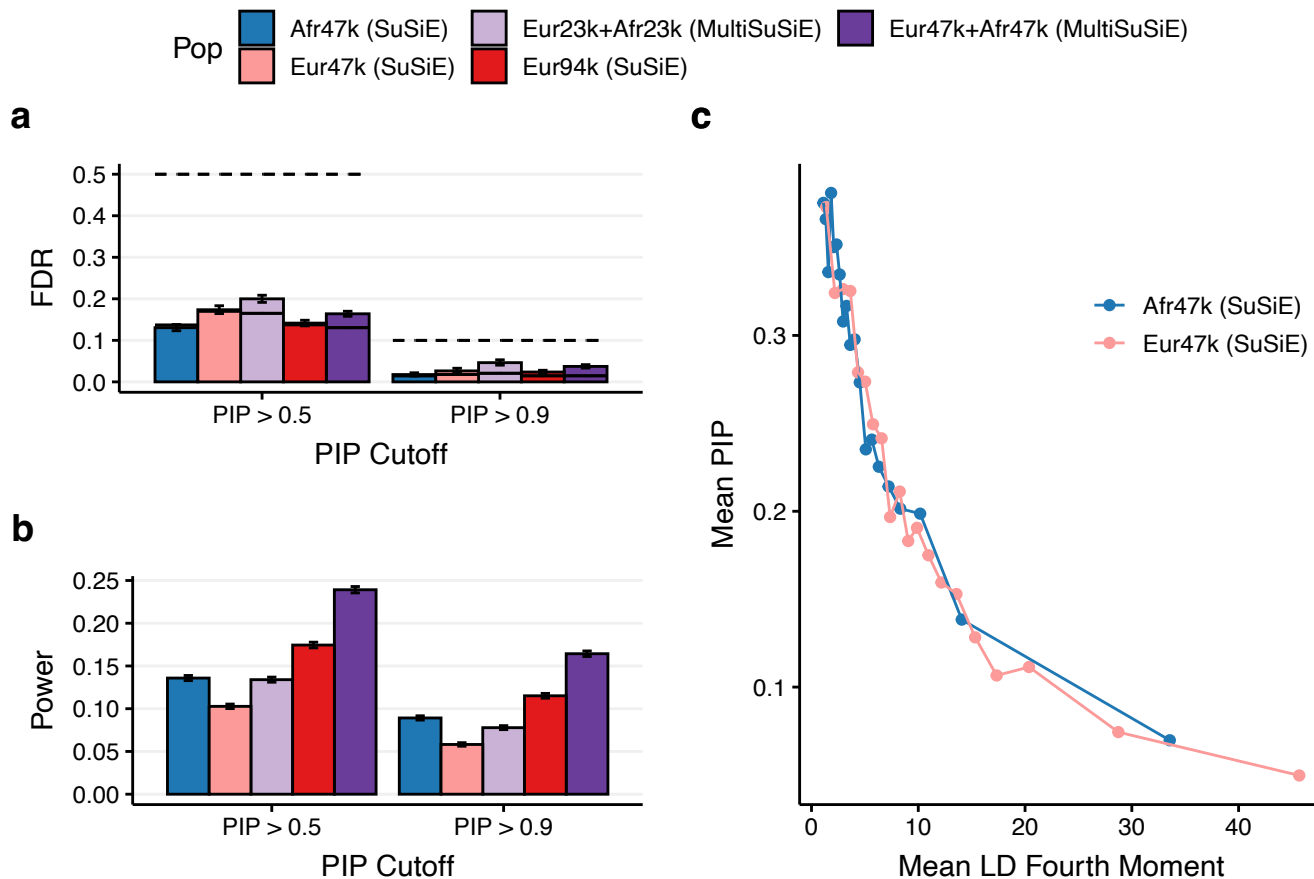 Pop
Afr47k (SuSiE)
Eur23k+Afr23k (MultiSuSiE)
Eur47k+Afr47k (MultiSuSiE)
Eur47k (SuSiE)
Eur94k (SuSiE)
a
FDR
0.5
0.4
0.3
0.2
0.1
0.0
PIP > 0.5
PIP > 0.9
PIP Cutoff
b
Power
0.25
0.20
0.15
0.10
0.05
0.00
PIP > 0.5
PIP > 0.9
PIP Cutoff
c
Mean PIP
0.3
0.2
0.1
Afr47k (SuSiE)
Eur47k (SuSiE)
0
10
20
30
40
Mean LD Fourth Moment